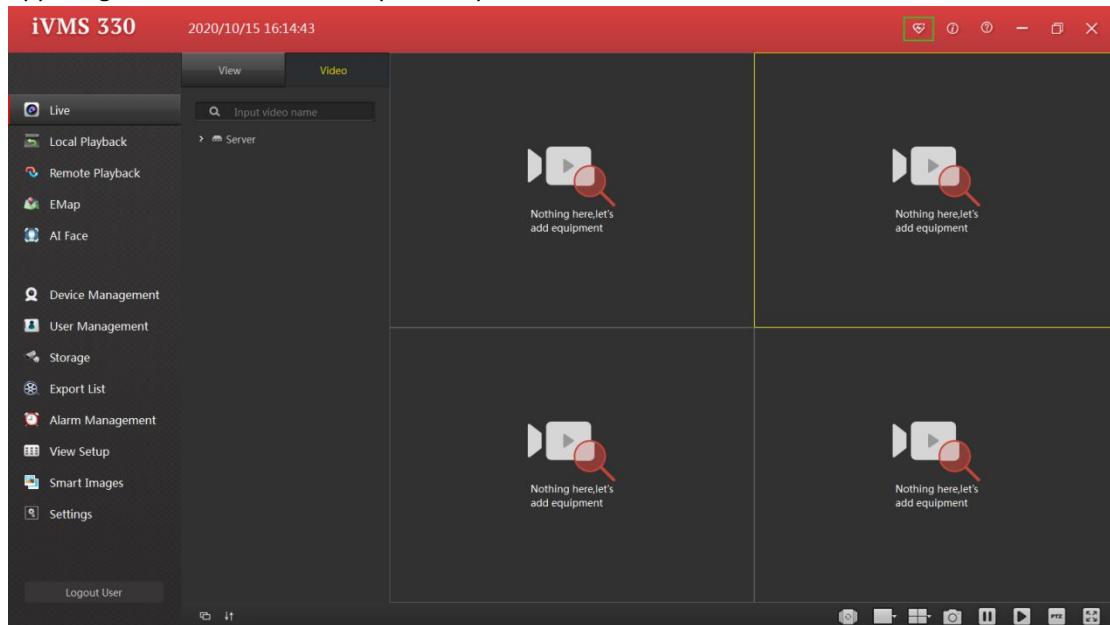 iVMS 330
2020/10/15 16:14:43
View
Video
Input video name
Server
Live
Local Playback
Remote Playback
EMap
AI Face
Device Management
User Management
Storage
Export List
Alarm Management
View Setup
Smart Images
Settings
Logout User
Nothing here,let's
add equipment
Nothing here,let's
add equipment
Nothing here,let's
add equipment
Nothing here,let's
add equipment
PTZ